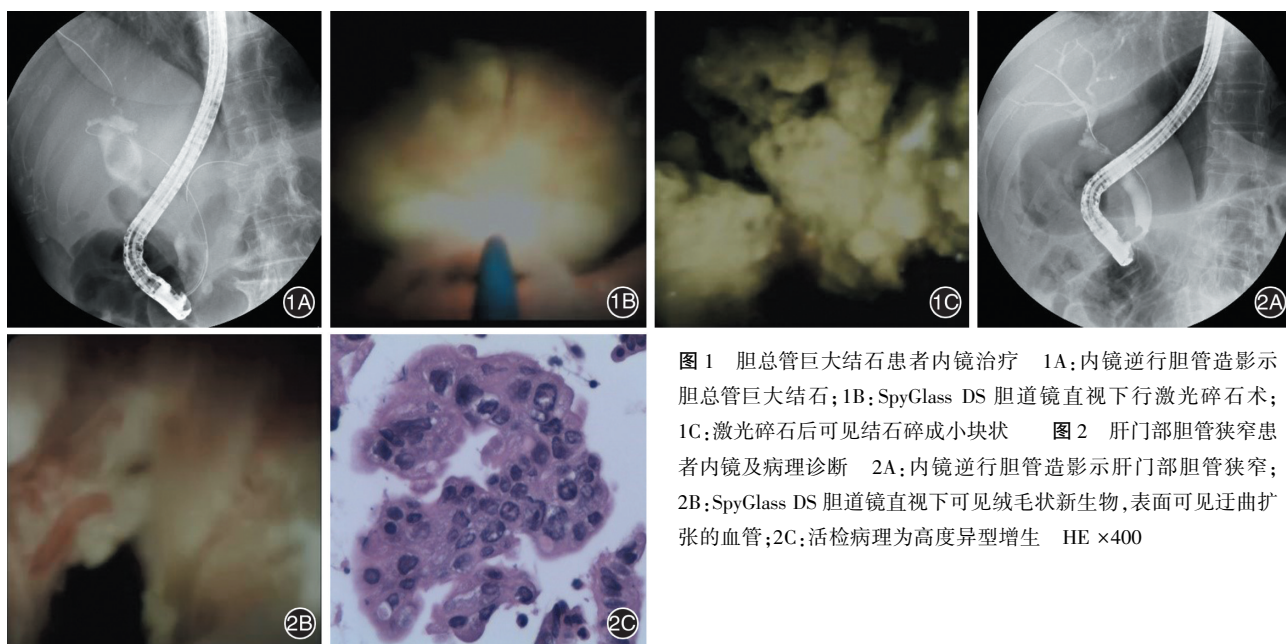 1A
1B
1C
2A
2B
2C
图 1 胆总管巨大结石患者内镜治疗 1A:内镜逆行胆管造影示
胆总管巨大结石;1B:SpyGlass DS 胆道镜直视下行激光碎石术;
1C:激光碎石后可见结石碎成小块状 图 2 肝门部胆管狭窄患
者内镜及病理诊断 2A:内镜逆行胆管造影示肝门部胆管狭窄;
2B:SpyGlass DS 胆道镜直视下可见绒毛状新生物,表面可见迂曲扩
张的血管;2C:活检病理为高度异型增生 HE ×400